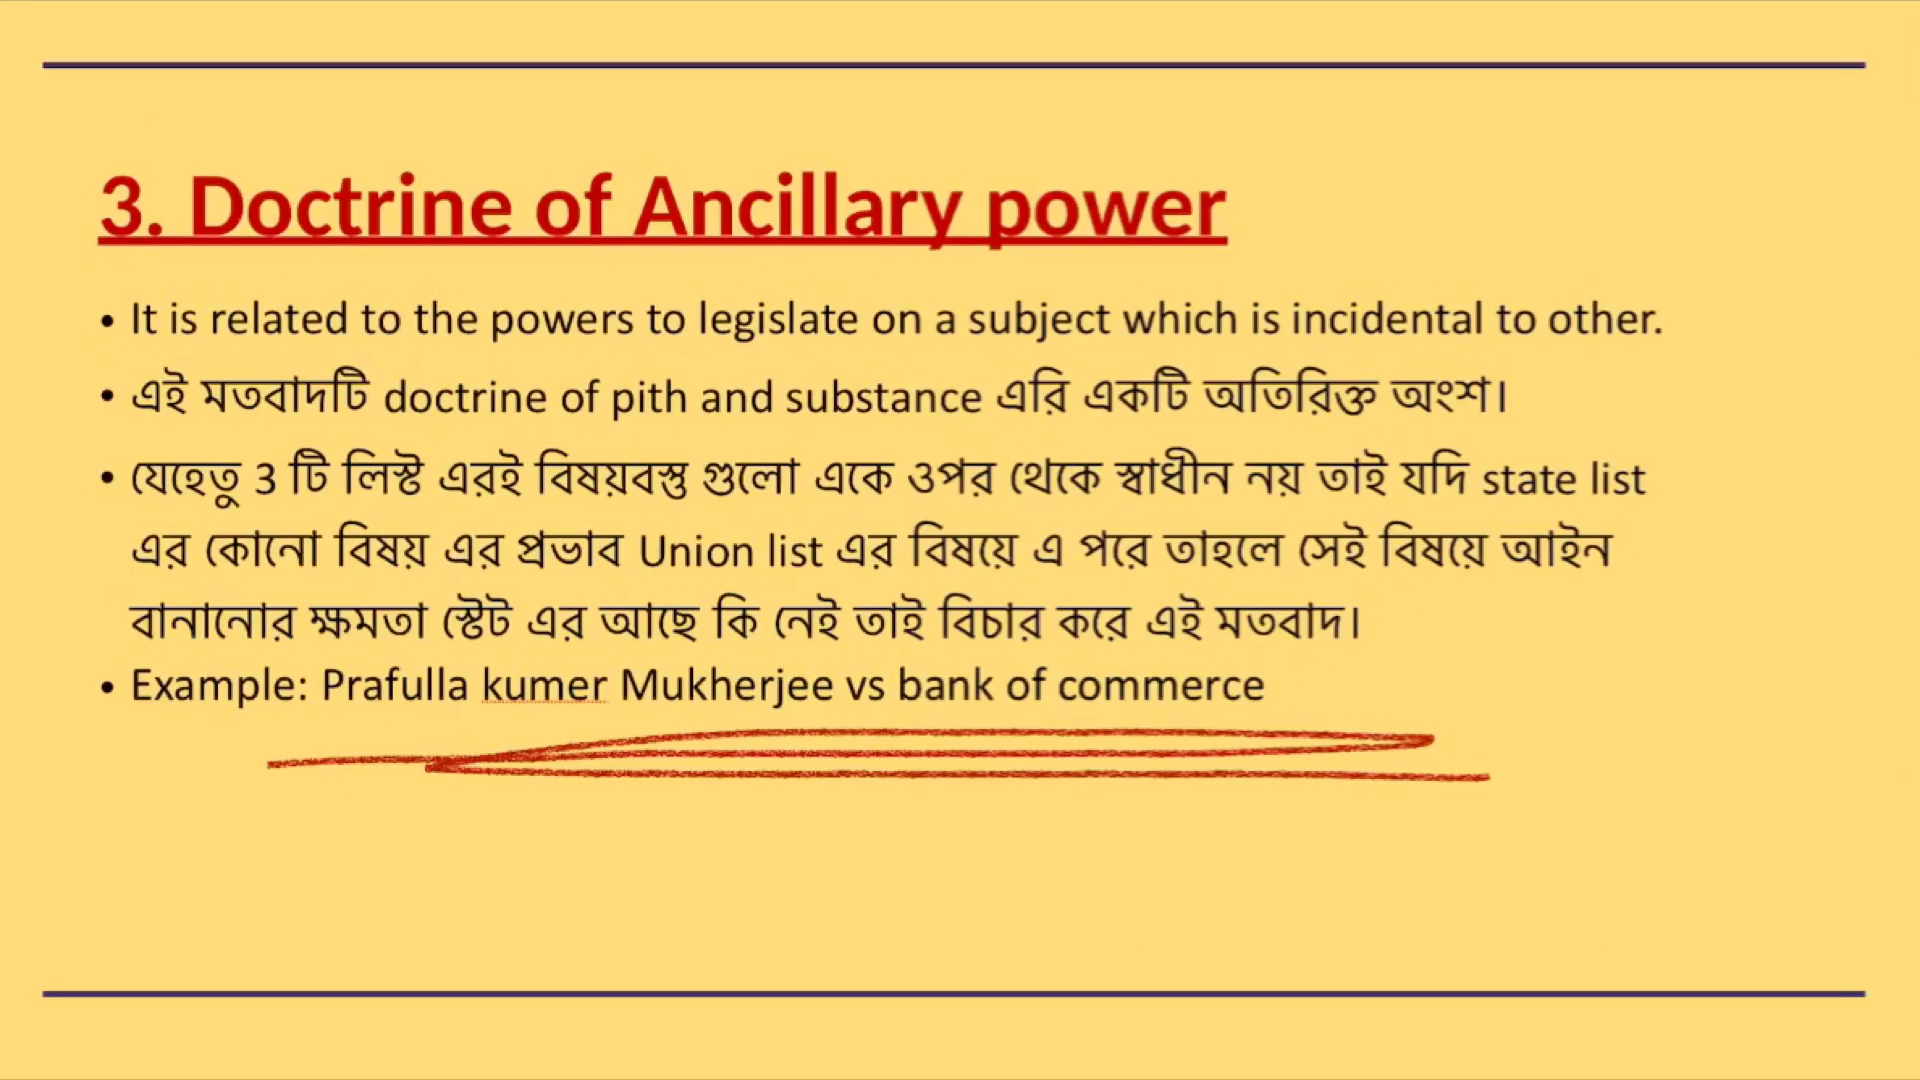 3. Doctrine of Ancillary power
• It is related to the powers to legislate on a subject which is incidental to other.
• এই মতবাদটি doctrine of pith and substance এরি একটি অতিরিক্ত অংশ।
• যেহেতু 3 টি লিস্ট এরই বিষয়বস্তু গুলো একে ওপর থেকে স্বাধীন নয় তাই যদি state list
এর কোনো বিষয় এর প্রভাব Union list এর বিষয়ে এ পরে তাহলে সেই বিষয়ে আইন
বানানোর ক্ষমতা স্টেট এর আছে কি নেই তাই বিচার করে এই মতবাদ।
• Example: Prafulla kumer Mukherjee vs bank of commerce